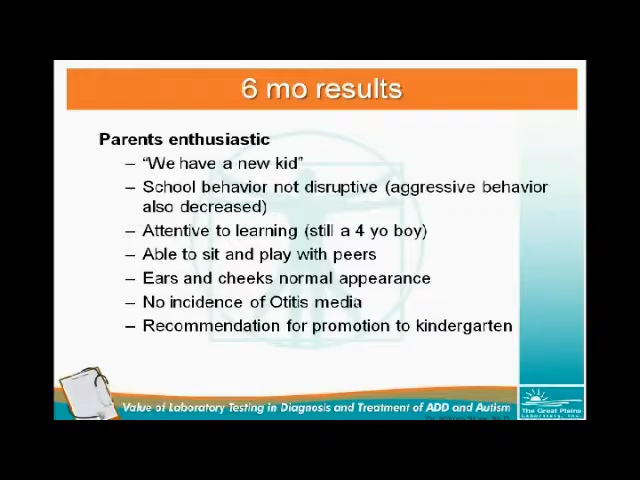 6 mo results
Parents enthusiastic
– “We have a new kid”
– School behavior not disruptive (aggressive behavior
also decreased)
– Attentive to learning (still a 4 yo boy)
– Able to sit and play with peers
– Ears and cheeks normal appearance
– No incidence of Otitis media
– Recommendation for promotion to kindergarten
Value of Laboratory Testing in Diagnosis and Treatment of ADD and Autism
The Great Plains
Laboratory, Inc.